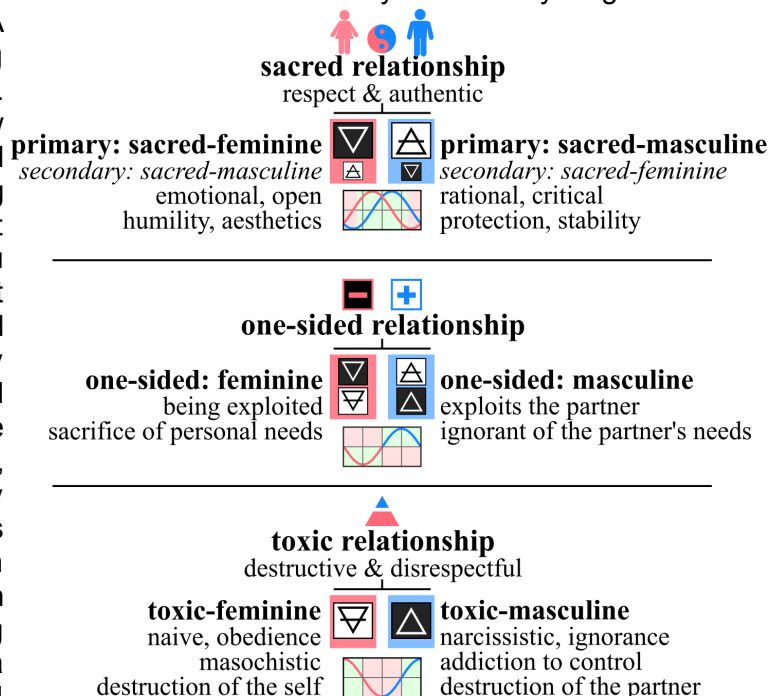 sacred relationship
respect & authentic
primary: sacred-feminine
secondary: sacred-masculine
emotional, open
humility, aesthetics
primary: sacred-masculine
secondary: sacred-feminine
rational, critical
protection, stability
one-sided relationship
one-sided: feminine
being exploited
sacrifice of personal needs
one-sided: masculine
exploits the partner
ignorant of the partner's needs
toxic relationship
destructive & disrespectful
toxic-feminine
naive, obedience
masochistic
destruction of the self
toxic-masculine
narcissistic, ignorance
addiction to control
destruction of the partner